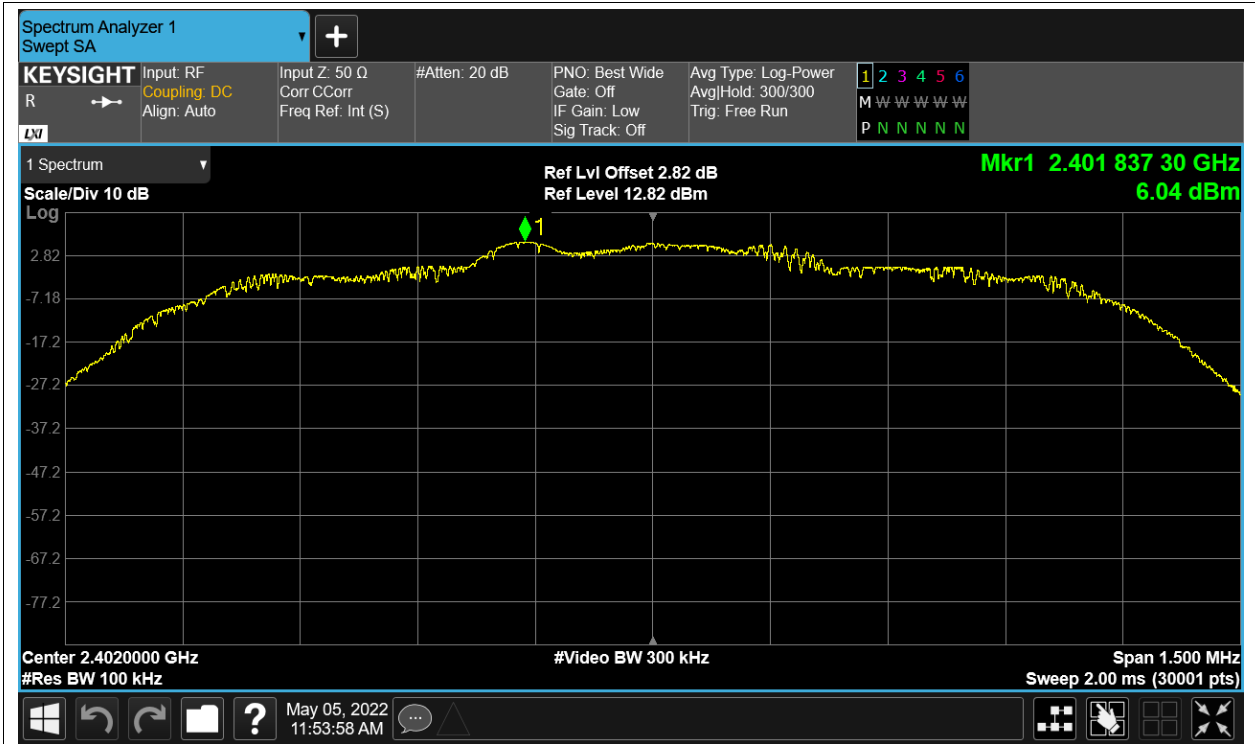 Spectrum Analyzer 1
Swept SA
KEYSIGHT
R
LXI
Input: RF
Coupling: DC
Align: Auto
Input Z: 50 Ω
Corr CCorr
Freq Ref: Int (S)
#Atten: 20 dB
PNO: Best Wide
Gate: Off
IF Gain: Low
Sig Track: Off
Avg Type: Log-Power
Avg|Hold: 300/300
Trig: Free Run
1 2 3 4 5 6
M W W W W W
P N N N N N
1 Spectrum
Scale/Div 10 dB
Log
Ref Lvl Offset 2.82 dB
Ref Level 12.82 dBm
Mkr1 2.401 837 30 GHz
6.04 dBm
1
2.82
-7.18
-17.2
-27.2
-37.2
-47.2
-57.2
-67.2
-77.2
Center 2.4020000 GHz
#Video BW 300 kHz
Span 1.500 MHz
#Res BW 100 kHz
Sweep 2.00 ms (30001 pts)
?
May 05, 2022
11:53:58 AM